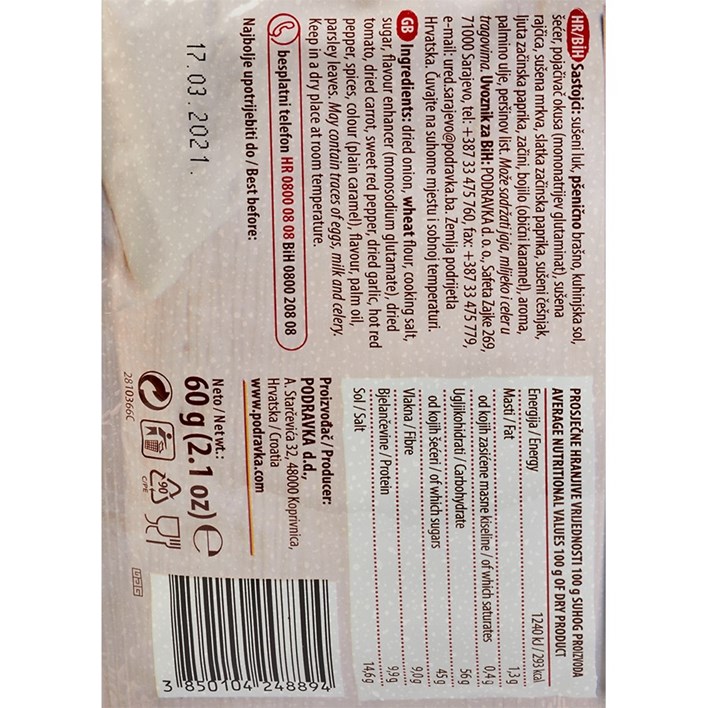 HR/BiH Sastojci: sušeni luk, pšenično brašno, kuhinjska sol,
šećer, pojačivač okusa (mononatrijev glutaminat), sušena
rajčica, sušena mrkva, slatka začinska paprika, sušeni češnjak,
ljuta začinska paprika, začini, bojilo (obični karamel), aroma,
palmino ulje, peršinov list. Može sadržati jaja, mlijeko i celer u
tragovima. Uvoznik za BiH: PODRAVKA d. o. o., Safeta Zajke 269,
71000 Sarajevo, tel: +387 33 475 760, fax: +387 33 475 779,
e-mail: ured.sarajevo@podravka.ba. Zemlja podrijetla
Hrvatska. Čuvajte na suhome mjestu i sobnoj temperaturi.
GB Ingredients: dried onion, wheat flour, cooking salt,
sugar, flavour enhancer (monosodium glutamate), dried
tomato, dried carrot, sweet red pepper, dried garlic, hot red
pepper, spices, colour (plain caramel), flavour, palm oil,
parsley leaves. May contain traces of eggs, milk and celery.
Keep in a dry place at room temperature.
besplatni telefon HR 0800 08 08 BiH 0800 208 08
Najbolje upotrijebiti do / Best before:
17.03.2021.
PROSJEČNE HRANJIVE VRIJEDNOSTI 100 g SUHOG PROIZVODA
AVERAGE NUTRITIONAL VALUES 100 g OF DRY PRODUCT
Energija / Energy 1240 kJ / 293 kcal
Masti / Fat 1,3 g
od kojih zasićene masne kiseline / of which saturates 0,4 g
Ugljikohidrati / Carbohydrate 56 g
od kojih šećeri / of which sugars 45 g
Vlakna / Fibre 9,0 g
Bjelančevine / Protein 9,9 g
Sol / Salt 14,6 g
Proizvođač / Producer:
PODRAVKA d.d.,
A. Starčevića 32, 48000 Koprivnica,
Hrvatska / Croatia
www.podravka.com
Neto / Net wt.:
60 g (2.1 oz) e
90
C/PE
2810366C
3 850104 248894